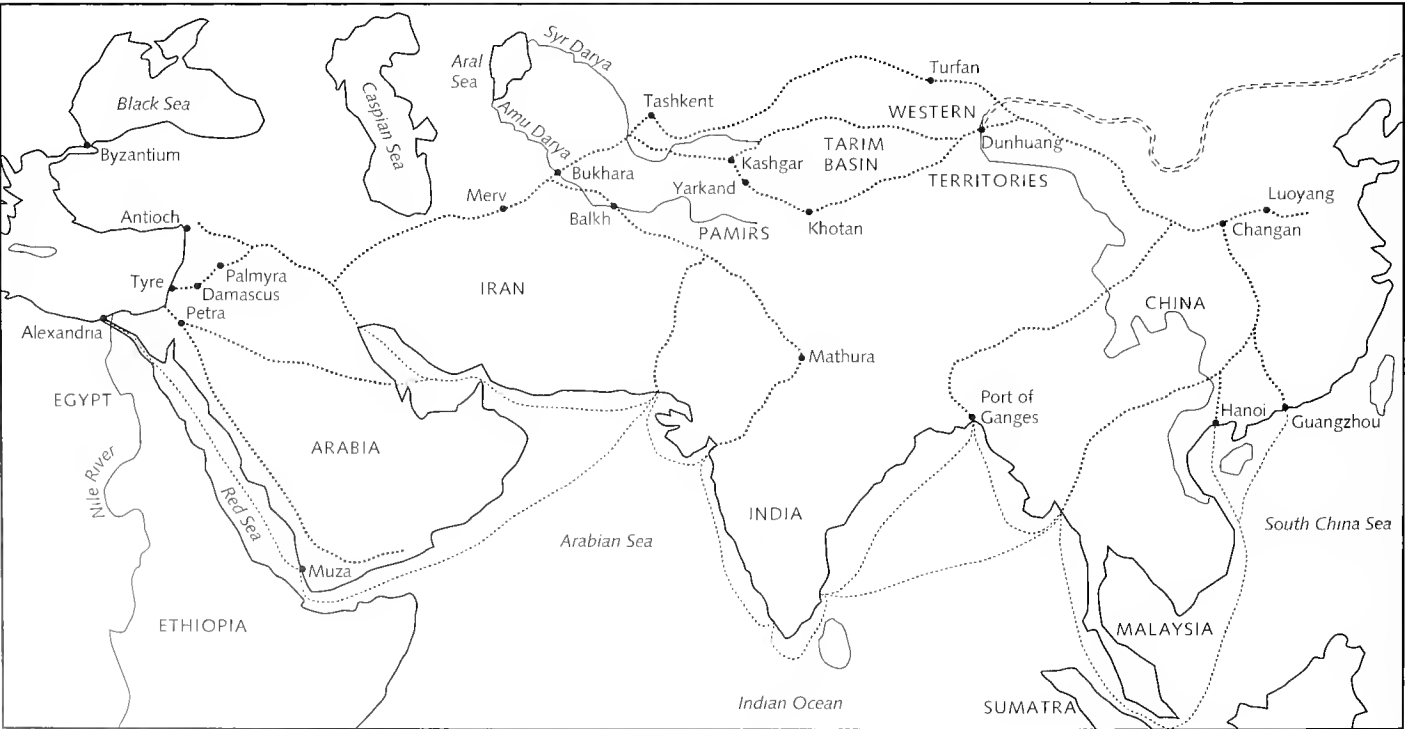 Syr Darya
Aral
Sea
Turfan
Black Sea
Caspian Sea
Tashkent
WESTERN
Amu Darya
Dunhuang
TARIM
BASIN
Byzantium
Kashgar
Bukhara
TERRITORIES
Merv
Yarkand
Luoyang
Antioch
Balkh
PAMIRS
Khotan
Changan
Palmyra
Tyre
Damascus
IRAN
CHINA
Petra
Alexandria
Mathura
EGYPT
Port of
Ganges
Hanoi
Guangzhou
ARABIA
Nile River
Red Sea
INDIA
South China Sea
Arabian Sea
Muza
ETHIOPIA
MALAYSIA
Indian Ocean
SUMATRA